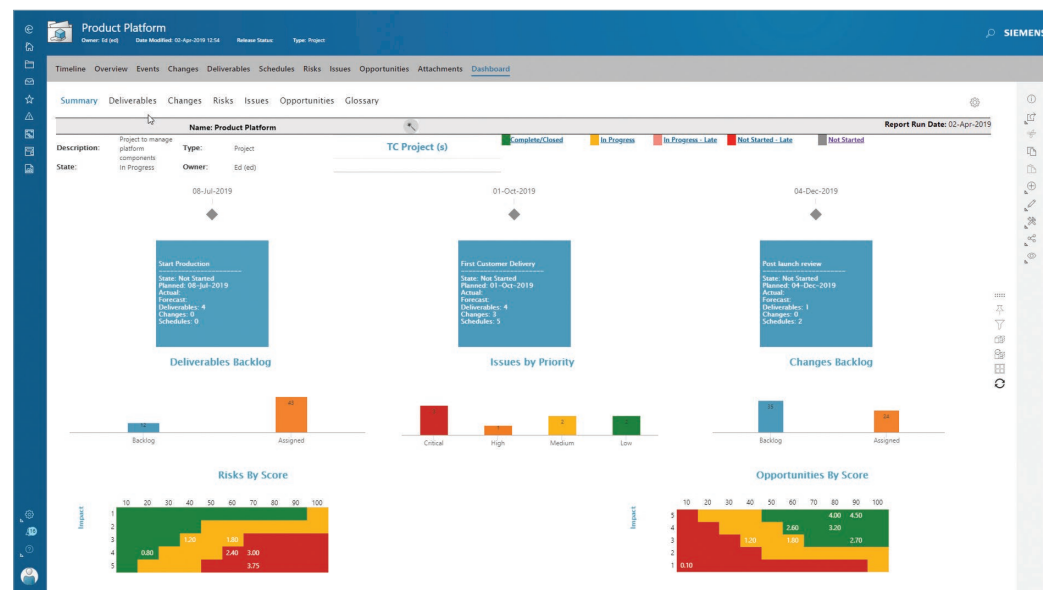 Product Platform
Owner: Ed (ed) Date Modified: 02-Apr-2019 12:54 Release Status: Type: Project
SIEMENS
Timeline Overview Events Changes Deliverables Schedules Risks Issues Opportunities Attachments Dashboard
Summary Deliverables Changes Risks Issues Opportunities Glossary
Name: Product Platform
Report Run Date: 02-Apr-2019
Description: Project to manage platform components Type: Project
State: In Progress Owner: Ed (ed)
TC Project (s)
Complete/Closed In Progress In Progress - Late Not Started - Late Not Started
08-Jul-2019 01-Oct-2019 04-Dec-2019
Start Production
State: Not Started
Planned: 08-Jul-2019
Actual:
Forecast:
Deliverables: 4
Changes: 0
Schedules: 0
First Customer Delivery
State: Not Started
Planned: 01-Oct-2019
Actual:
Forecast:
Deliverables: 4
Changes: 3
Schedules: 5
Post launch review
State: Not Started
Planned: 04-Dec-2019
Actual:
Forecast:
Deliverables: 1
Changes: 0
Schedules: 2
Deliverables Backlog
Backlog Assigned
Issues by Priority
Critical High Medium Low
Changes Backlog
Backlog Assigned
Risks By Score
10 20 30 40 50 60 70 80 90 100
Impact
1
2
3 1.20 1.80
4 0.80 2.40 3.00
5 3.75
Opportunities By Score
10 20 30 40 50 60 70 80 90 100
Impact
5 4.00 4.50
4 2.60 3.20
3 1.20 1.80 2.70
2
1 0.10